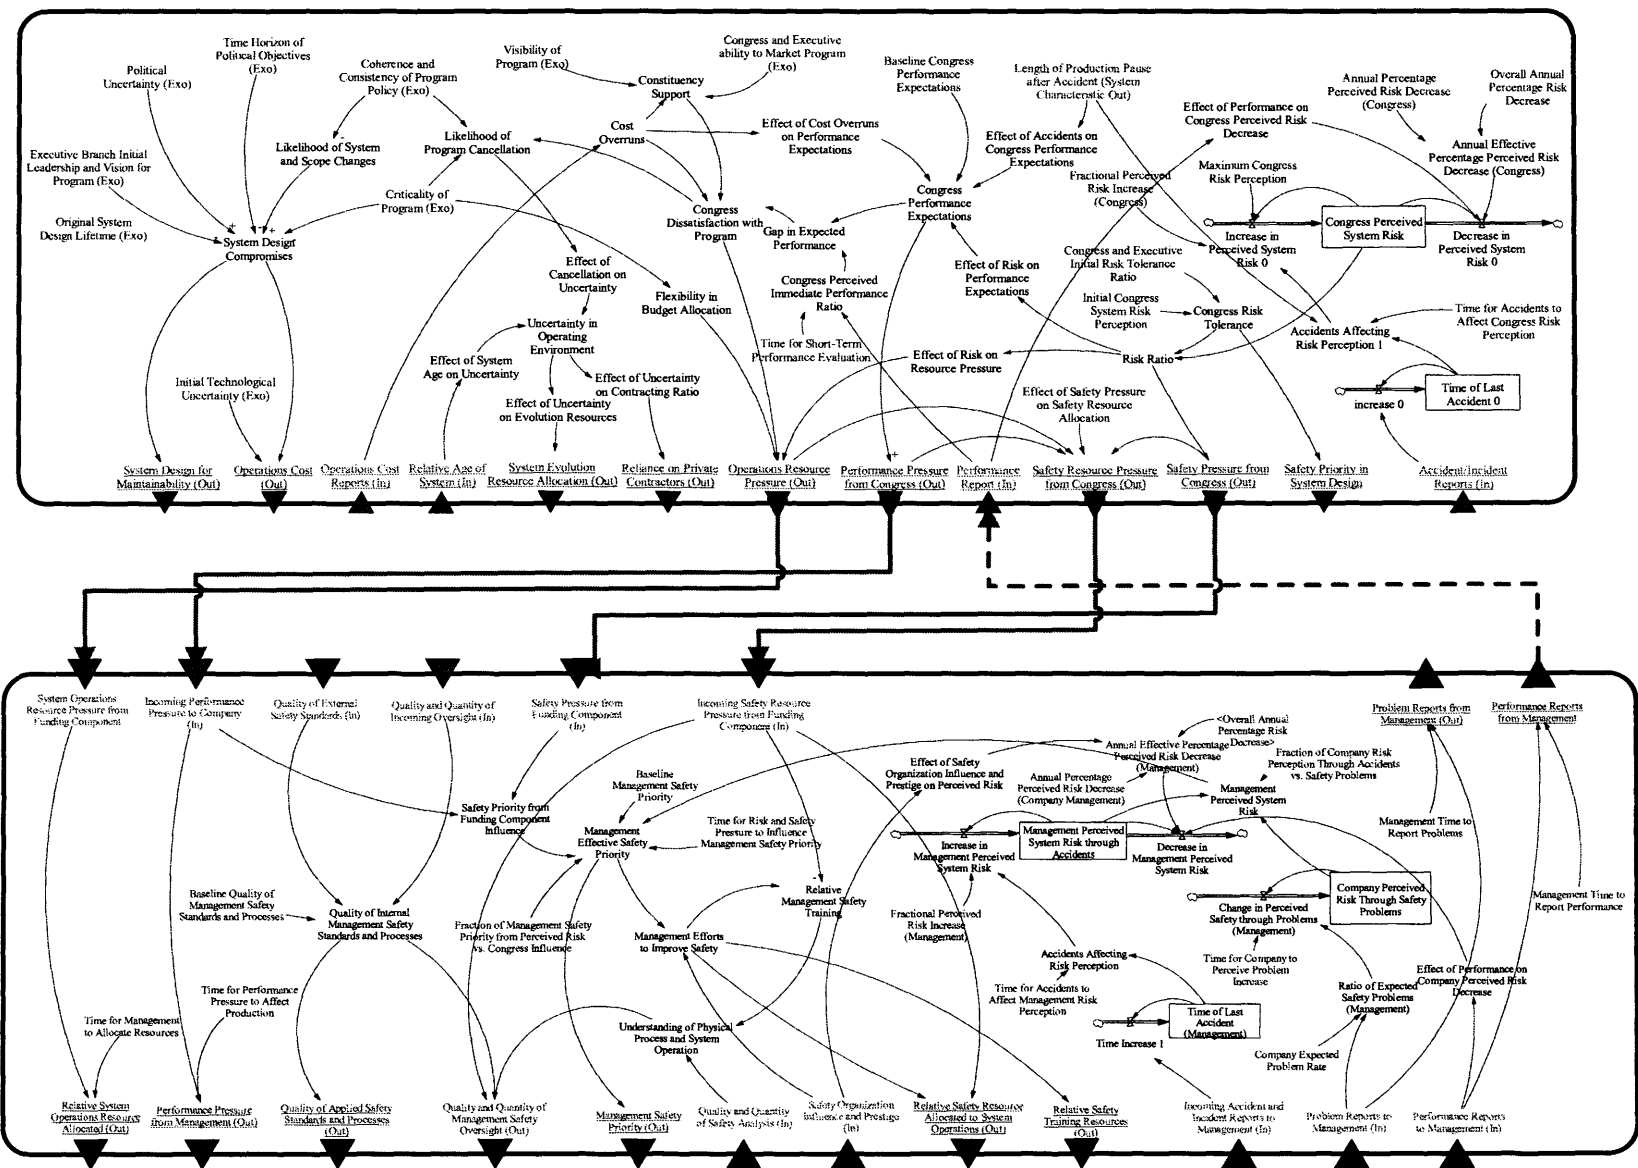 Political
Uncertainty (Exo)
Time Horizon of
Political Objectives
(Exo)
Coherence and
Consistency of Program
Policy (Exo)
Visibility of
Program (Exo)
Congress and Executive
ability to Market Program
(Exo)
Constituency
Support
Baseline Congress
Performance
Expectations
Length of Production Pause
after Accident (System
Characteristic Out)
Effect of Performance on
Congress Perceived Risk
Decrease
Annual Percentage
Perceived Risk Decrease
(Congress)
Overall Annual
Percentage Risk
Decrease
Executive Branch Initial
Leadership and Vision for
Program (Exo)
Likelihood of System
and Scope Changes
Likelihood of
Program Cancellation
Cost
Overruns
Effect of Cost Overruns
on Performance
Expectations
Effect of Accidents on
Congress Performance
Expectations
Annual Effective
Percentage Perceived Risk
Decrease (Congress)
Fractional Perceived
Risk Increase
(Congress)
Maximum Congress
Risk Perception
Original System
Design Lifetime (Exo)
Criticality of
Program (Exo)
System Design
Compromises
Congress
Dissatisfaction with
Program
Gap in Expected
Performance
Congress
Performance
Expectations
Increase in
Perceived System
Risk 0
Congress Perceived
System Risk
Decrease in
Perceived System
Risk 0
Effect of
Cancellation on
Uncertainty
Congress Perceived
Immediate Performance
Ratio
Effect of Risk on
Performance
Expectations
Congress and Executive
Initial Risk Tolerance
Ratio
Flexibility in
Budget Allocation
Initial Congress
System Risk
Perception
Congress Risk
Tolerance
Accidents Affecting
Risk Perception 1
Time for Accidents to
Affect Congress Risk
Perception
Uncertainty in
Operating
Environment
Time for Short-Term
Performance Evaluation
Effect of Risk on
Resource Pressure
Risk Ratio
Effect of System
Age on Uncertainty
Initial Technological
Uncertainty (Exo)
Effect of Uncertainty
on Contracting Ratio
Effect of Uncertainty
on Evolution Resources
Effect of Safety Pressure
on Safety Resource
Allocation
increase 0
Time of Last
Accident 0
System Design for
Maintainability (Out)
Operations Cost
(Out)
Operations Cost
Reports (In)
Relative Age of
System (In)
System Evolution
Resource Allocation (Out)
Reliance on Private
Contractors (Out)
Operations Resource
Pressure (Out)
Performance Pressure
from Congress (Out)
Performance
Report (In)
Safety Resource Pressure
from Congress (Out)
Safety Pressure from
Congress (Out)
Safety Priority in
System Design
Accident/Incident
Reports (In)
System Operations
Resource Pressure from
Funding Component
Incoming Performance
Pressure to Company
(In)
Quality of External
Safety Standards (In)
Quality and Quantity of
Incoming Oversight (In)
Safety Pressure from
Funding Component
(In)
Incoming Safety Resource
Pressure from Funding
Component (In)
Problem Reports from
Management (Out)
Performance Reports
from Management
<Overall Annual
Percentage Risk
Decrease>
Annual Effective Percentage
Perceived Risk Decrease
(Management)
Effect of Safety
Organization Influence and
Prestige on Perceived Risk
Annual Percentage
Perceived Risk Decrease
(Company Management)
Fraction of Company Risk
Perception Through Accidents
vs. Safety Problems
Management
Perceived System
Risk
Baseline
Management Safety
Priority
Safety Priority from
Funding Component
Influence
Management
Effective Safety
Priority
Time for Risk and Safety
Pressure to Influence
Management Safety Priority
Increase in
Management Perceived
System Risk
Management Perceived
System Risk through
Accidents
Decrease in
Management Perceived
System Risk
Management Time to
Report Problems
Baseline Quality of
Management Safety
Standards and Processes
Quality of Internal
Management Safety
Standards and Processes
Fraction of Management Safety
Priority from Perceived Risk
vs. Congress Influence
Relative
Management Safety
Training
Management Efforts
to Improve Safety
Fractional Perceived
Risk Increase
(Management)
Change in Perceived
Safety through Problems
(Management)
Company Perceived
Risk Through Safety
Problems
Management Time to
Report Performance
Accidents Affecting
Risk Perception
Time for Company to
Perceive Problem
Increase
Time for Accidents to
Affect Management Risk
Perception
Ratio of Expected
Safety Problems
(Management)
Effect of Performance on
Company Perceived Risk
Decrease
Time for Performance
Pressure to Affect
Production
Time for Management
to Allocate Resources
Understanding of Physical
Process and System
Operation
Time Increase 1
Time of Last
Accident
(Management)
Company Expected
Problem Rate
Relative System
Operations Resource
Allocated (Out)
Performance Pressure
from Management (Out)
Quality of Applied Safety
Standards and Processes
(Out)
Quality and Quantity of
Management Safety
Oversight (Out)
Management Safety
Priority (Out)
Quality and Quantity
of Safety Analysis (In)
Safety Organization
Influence and Prestige
(In)
Relative Safety Resource
Allocated to System
Operations (Out)
Relative Safety
Training Resources
(Out)
Incoming Accident and
Incident Reports to
Management (In)
Problem Reports to
Management (In)
Performance Reports
to Management (In)